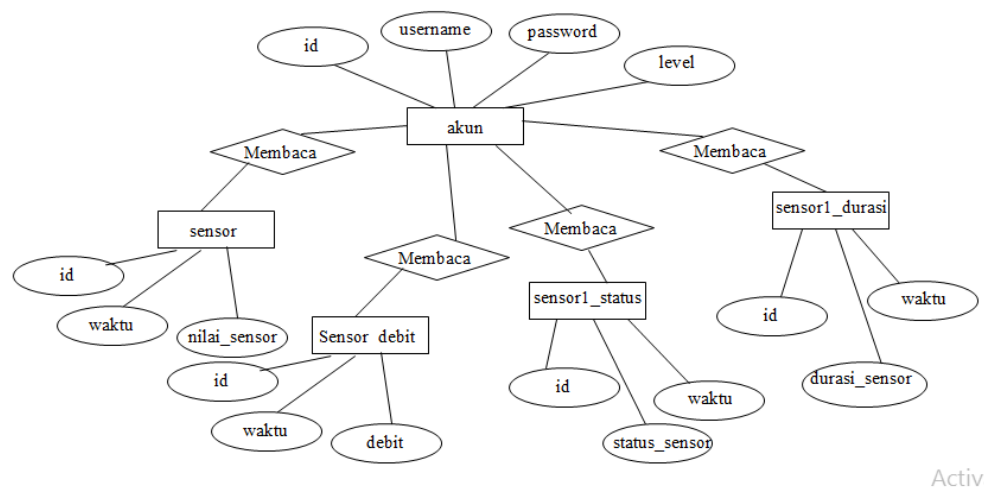 id
username
password
level
akun
Membaca
Membaca
sensor
sensor1_durasi
Membaca
Membaca
id
waktu
nilai_sensor
Sensor debit
sensor1_status
id
waktu
id
waktu
debit
id
waktu
status_sensor
durasi_sensor
Activ